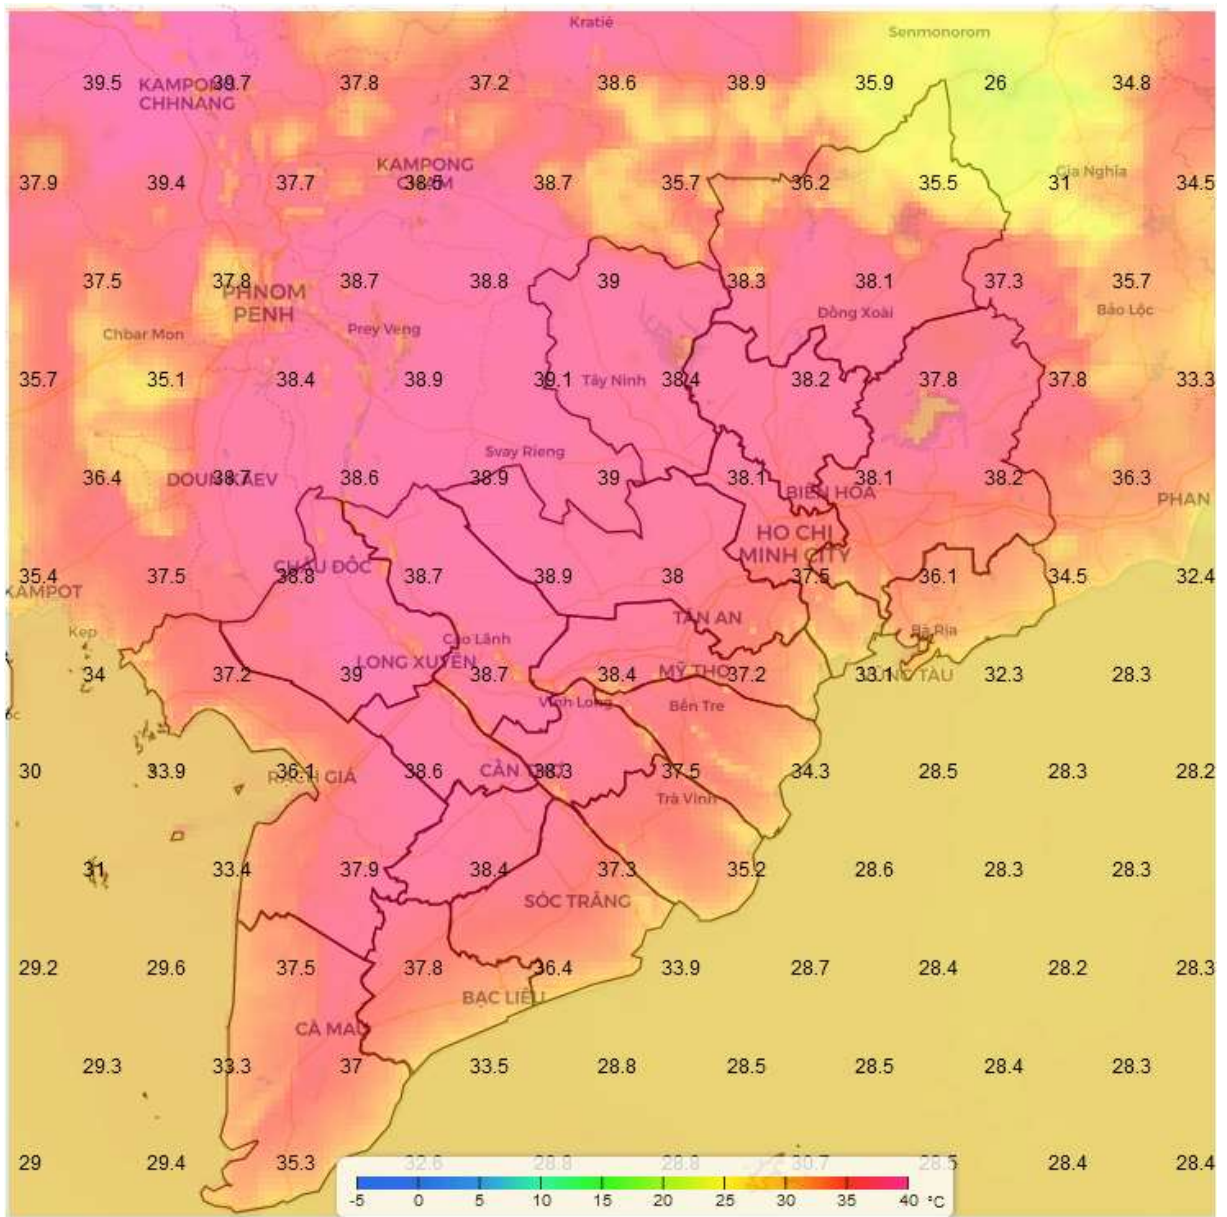 Kratié
Senmonorom
39.5 39.7 37.8 37.2 38.6 38.9 35.9 26 34.8
KAMPONG
CHHNANG
KAMPONG
CHAM
Gia Nghĩa
37.9 39.4 37.7 38.5 38.7 35.7 36.2 35.5 31 34.5
37.5 37.8 38.7 38.8 39 38.3 38.1 37.3 35.7
PHNOM
PENH
Đồng Xoài
Bảo Lộc
Chbar Mon
Prey Veng
35.7 35.1 38.4 38.9 39.1 Tây Ninh 38.4 38.2 37.8 37.8 33.3
Svay Rieng
36.4 38.7 38.6 38.9 39 38.1 38.1 38.2 36.3
DOUN KAEV
BIÊN HÒA
PHAN
HO CHI
MINH CITY
CHÂU ĐỐC
35.4 37.5 38.8 38.7 38.9 38 37.5 36.1 34.5 32.4
KAMPOT
TÂN AN
Kep
Cao Lãnh
Bà Rịa
LONG XUYÊN
MỸ THO
VŨNG TÀU
34 37.2 39 38.7 38.4 37.2 33.1 32.3 28.3
Vĩnh Long
Bến Tre
30 33.9 36.1 38.6 38.3 37.5 34.3 28.5 28.3 28.2
RẠCH GIÁ
CẦN THƠ
Trà Vinh
31 33.4 37.9 38.4 37.3 35.2 28.6 28.3 28.3
SÓC TRĂNG
29.2 29.6 37.5 37.8 36.4 33.9 28.7 28.4 28.2 28.3
BẠC LIÊU
CÀ MAU
29.3 33.3 37 33.5 28.8 28.5 28.5 28.4 28.3
29 29.4 35.3 32.6 28.8 28.8 30.7 28.5 28.4 28.4
-5 0 5 10 15 20 25 30 35 40 °C